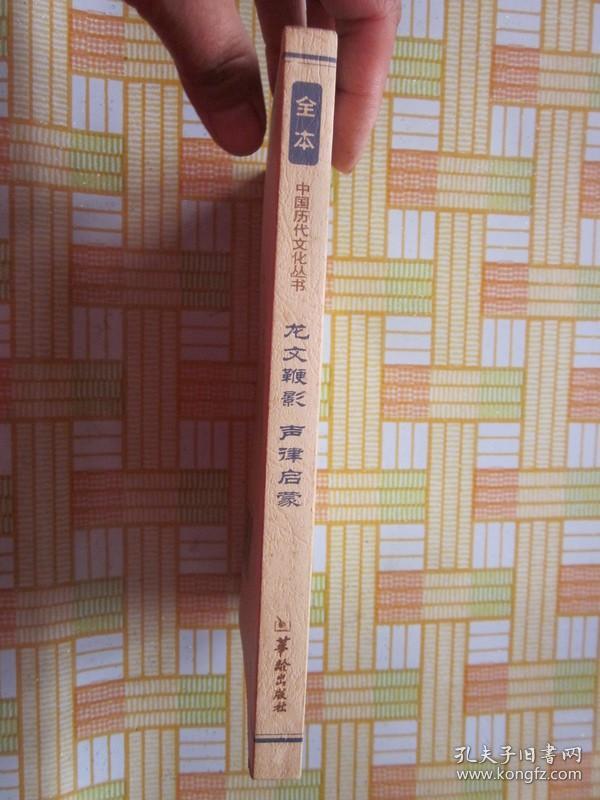 全本
中国历代文化丛书
龙文鞭影 声律启蒙
华龄出版社
孔夫子旧书网
www.kongfz.com